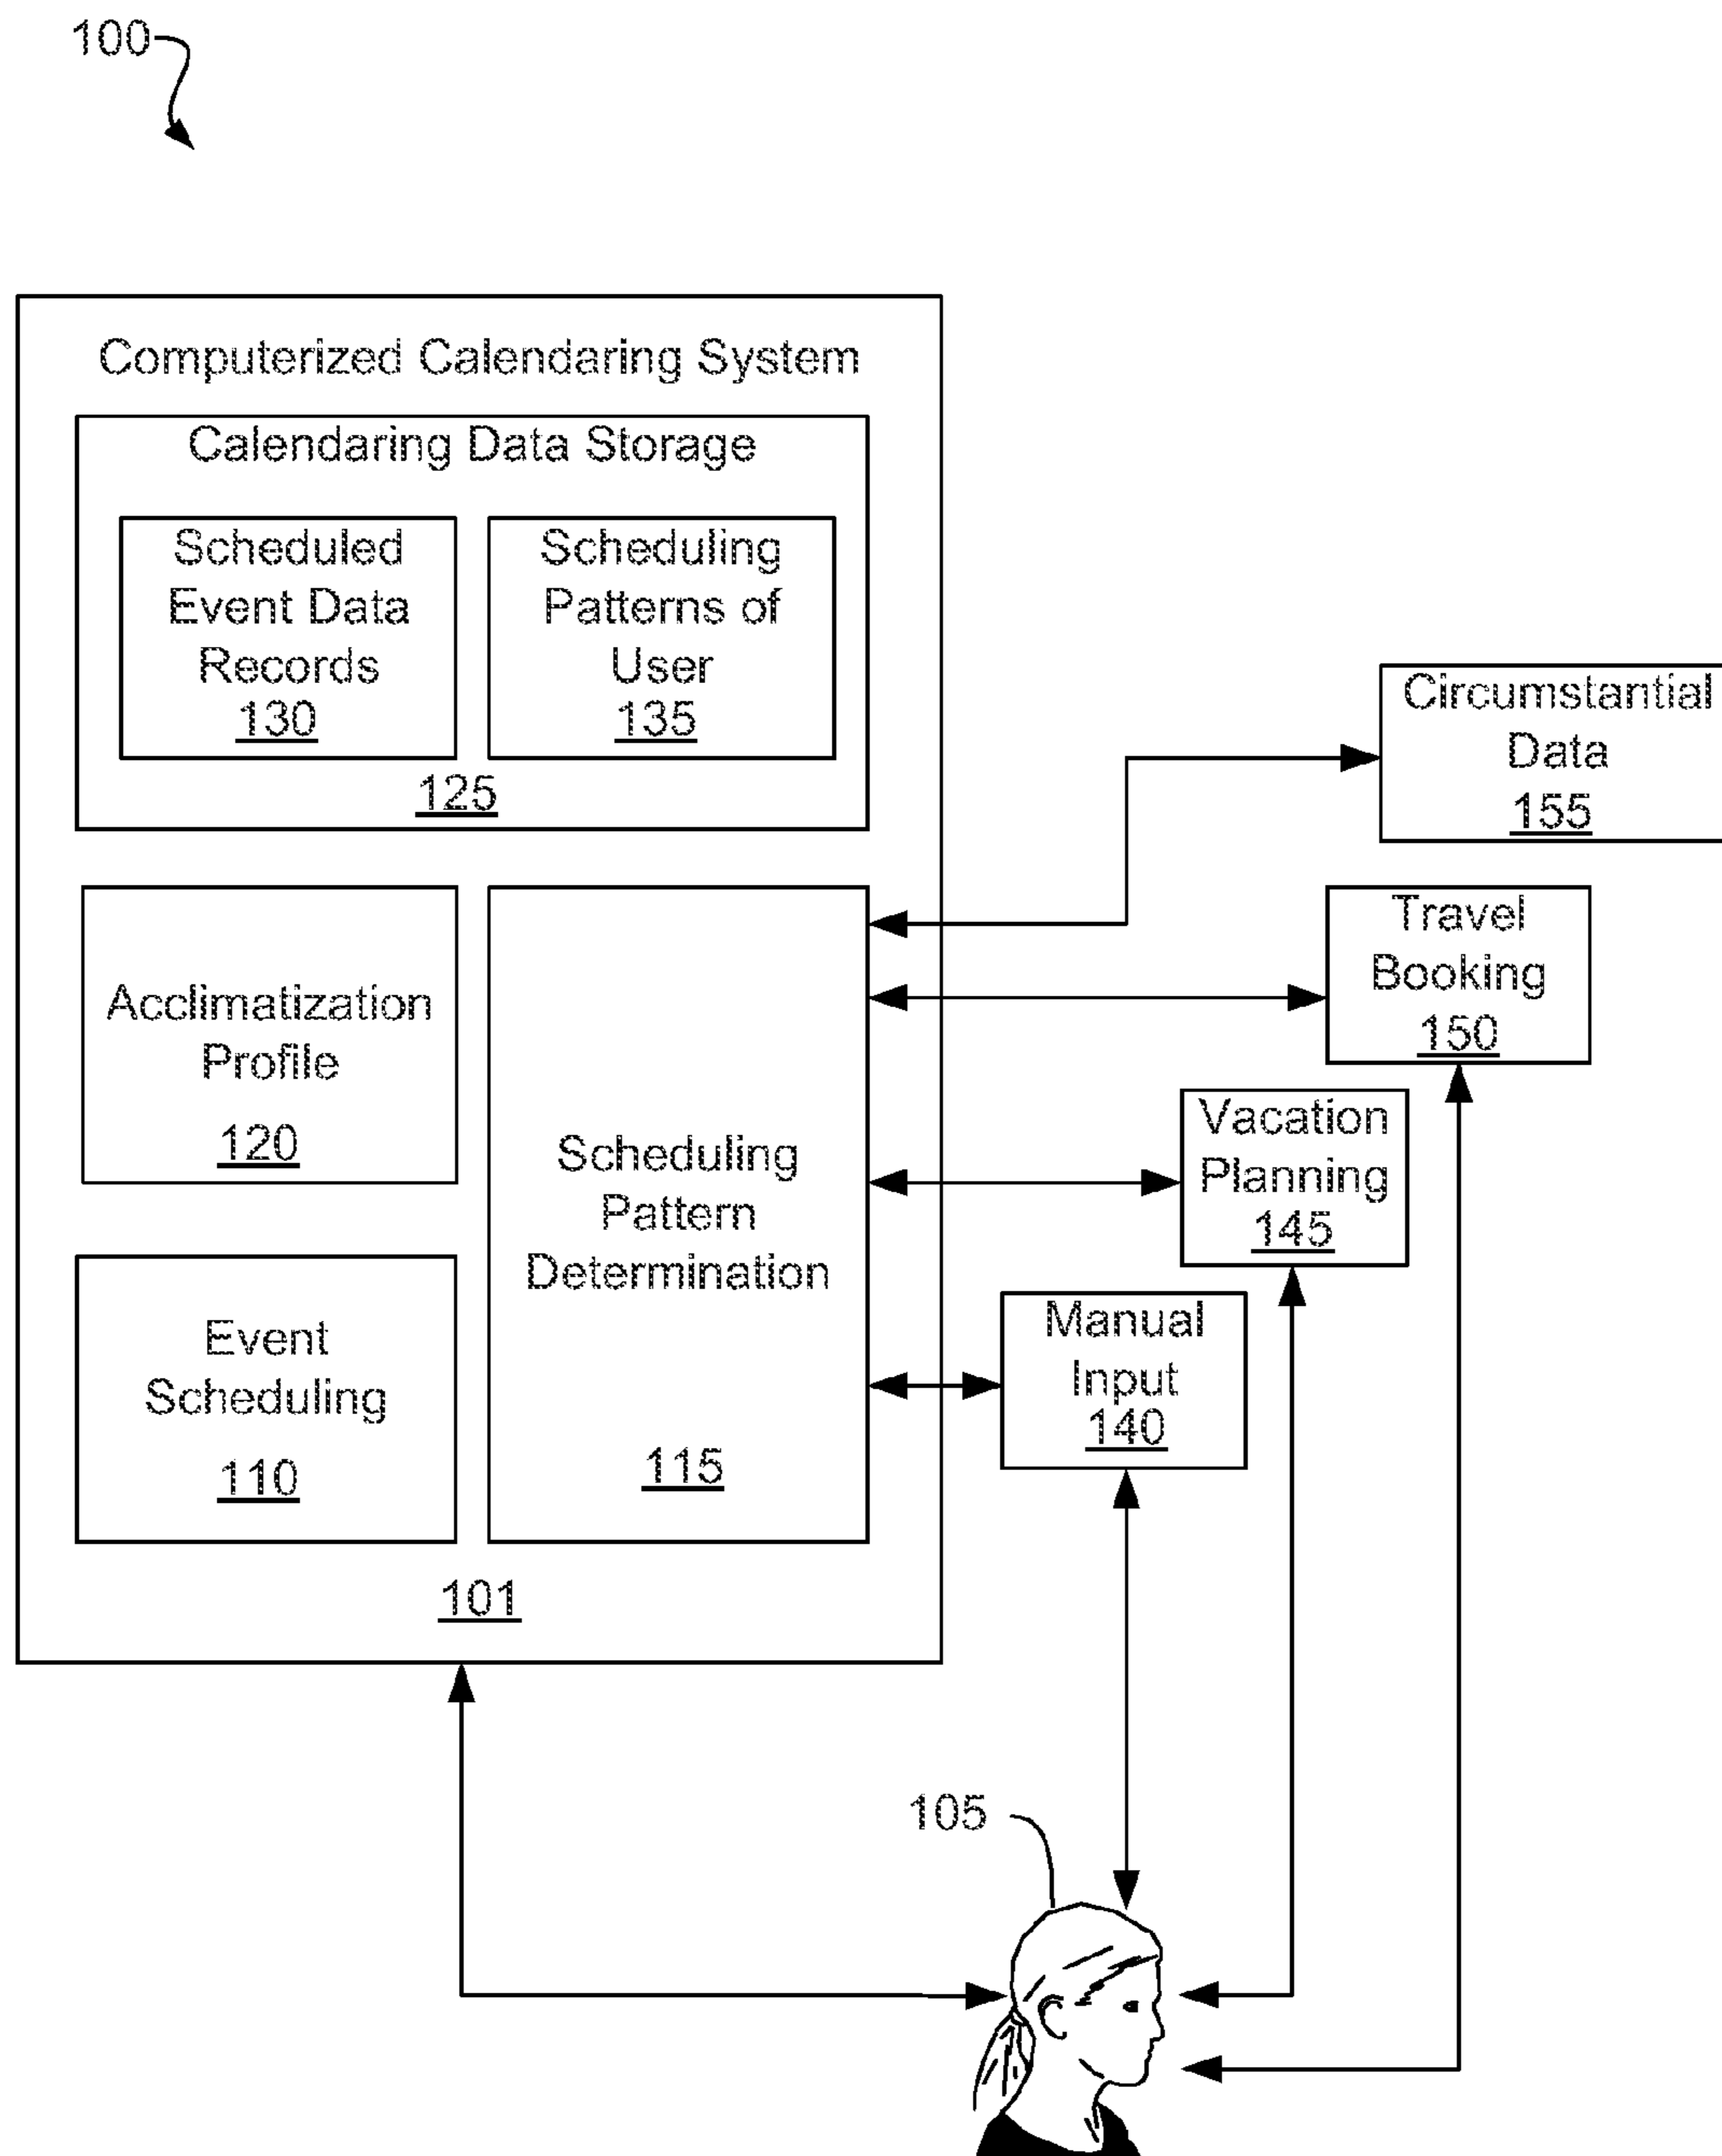 100
Computerized Calendaring System
Calendaring Data Storage
Scheduled
Event Data
Records
130
Scheduling
Patterns of
User
135
125
Circumstantial
Data
155
Travel
Booking
150
Acclimatization
Profile
120
Scheduling
Pattern
Determination
115
Vacation
Planning
145
Manual
Input
140
Event
Scheduling
110
101
105